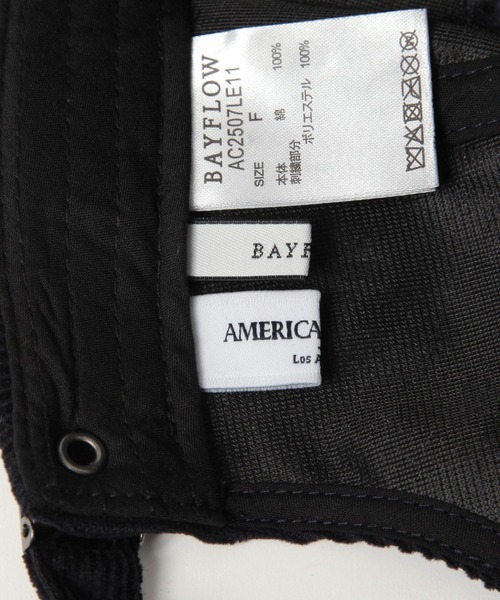 BAYFLOW
AC2507LE11
SIZE F
本体 綿 100%
刺繍部分 ポリエステル 100%
BAYF
AMERICA
Los A